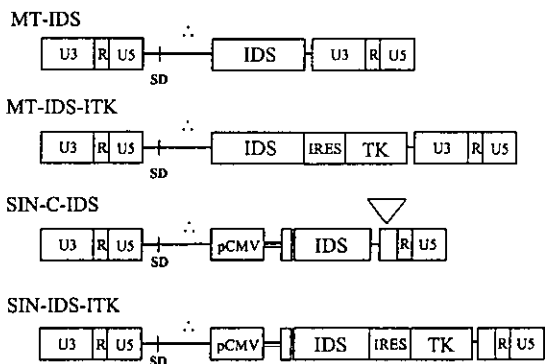 MT-IDS
U3 R U5 IDS U3 R U5
SD
MT-IDS-ITK
U3 R U5 IDS IRES TK U3 R U5
SD
SIN-C-IDS
U3 R U5 pCMV IDS R U5
SD
SIN-IDS-ITK
U3 R U5 pCMV IDS IRES TK R U5
SD